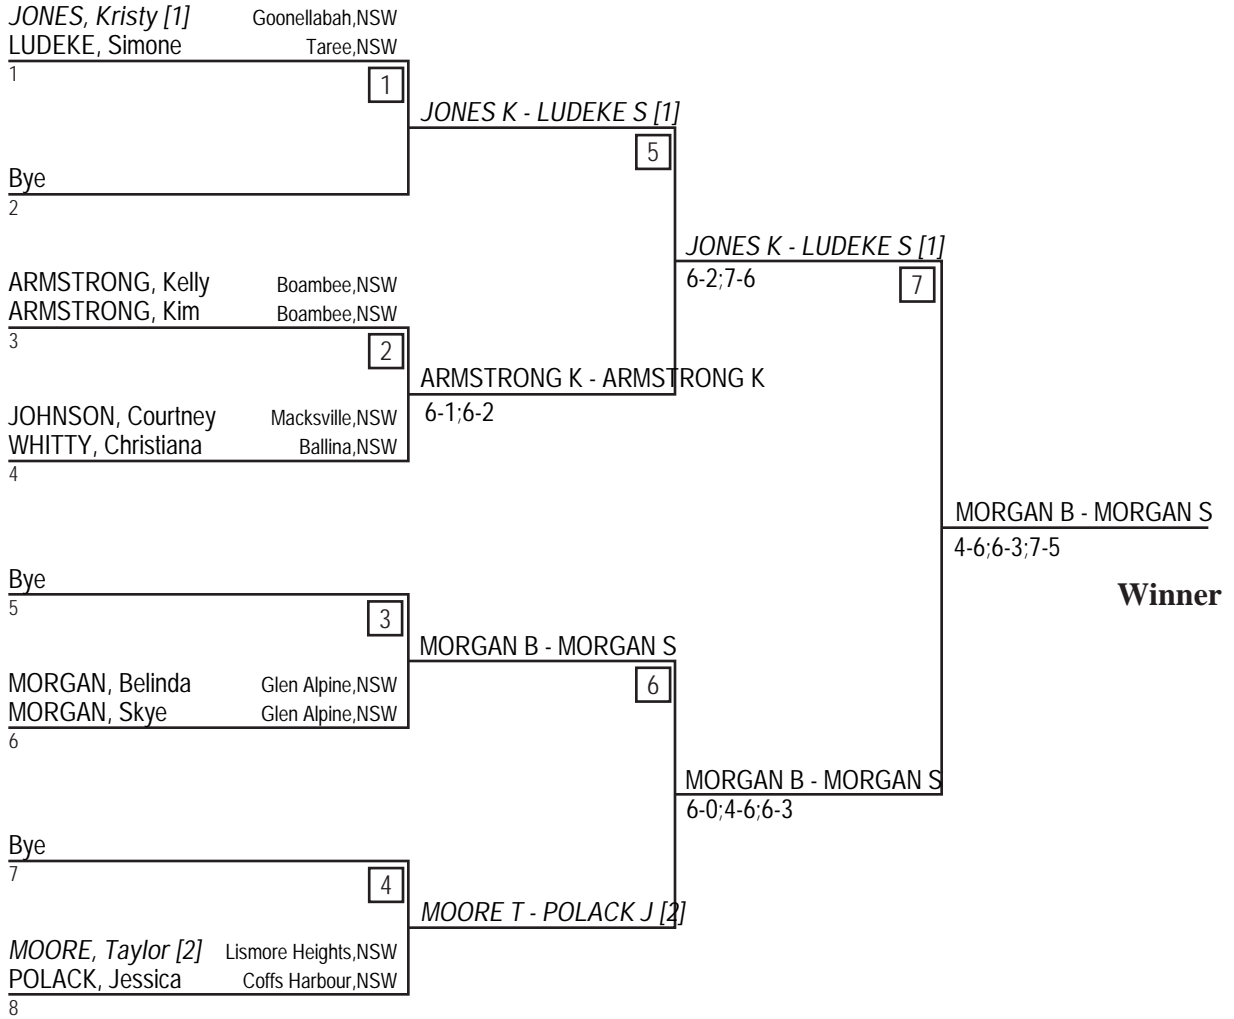 JONES, Kristy [1] Goonellabah,NSW
LUDEKE, Simone Taree,NSW
1
1
JONES K - LUDEKE S [1]
5
Bye
2
JONES K - LUDEKE S [1]
6-2;7-6
7
ARMSTRONG, Kelly Boambee,NSW
ARMSTRONG, Kim Boambee,NSW
3
2
ARMSTRONG K - ARMSTRONG K
6-1;6-2
JOHNSON, Courtney Macksville,NSW
WHITTY, Christiana Ballina,NSW
4
MORGAN B - MORGAN S
4-6;6-3;7-5
Winner
Bye
5
3
MORGAN B - MORGAN S
6
MORGAN, Belinda Glen Alpine,NSW
MORGAN, Skye Glen Alpine,NSW
6
MORGAN B - MORGAN S
6-0;4-6;6-3
Bye
7
4
MOORE T - POLACK J [2]
MOORE, Taylor [2] Lismore Heights,NSW
POLACK, Jessica Coffs Harbour,NSW
8